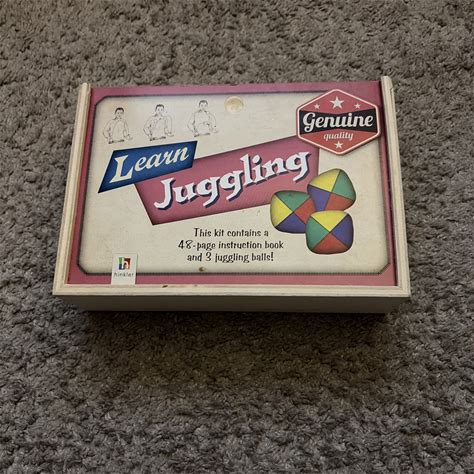 Genuine
quality
Learn
Juggling
This kit contains a
48-page instruction book
and 3 juggling balls!
hinkler